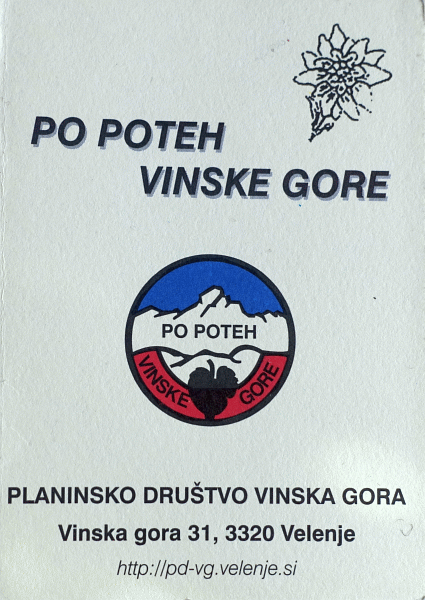 PO POTEH
VINSKE GORE
PO POTEH
VINSKE GORE
PLANINSKO DRUŠTVO VINSKA GORA
Vinska gora 31, 3320 Velenje
http://pd-vg.velenje.si